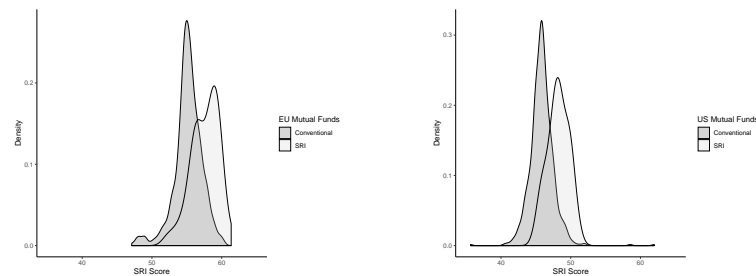 0.2
0.1
0.0
Density
40
50
60
SRI Score
EU Mutual Funds
Conventional
SRI
0.3
0.2
0.1
0.0
Density
40
50
60
SRI Score
US Mutual Funds
Conventional
SRI